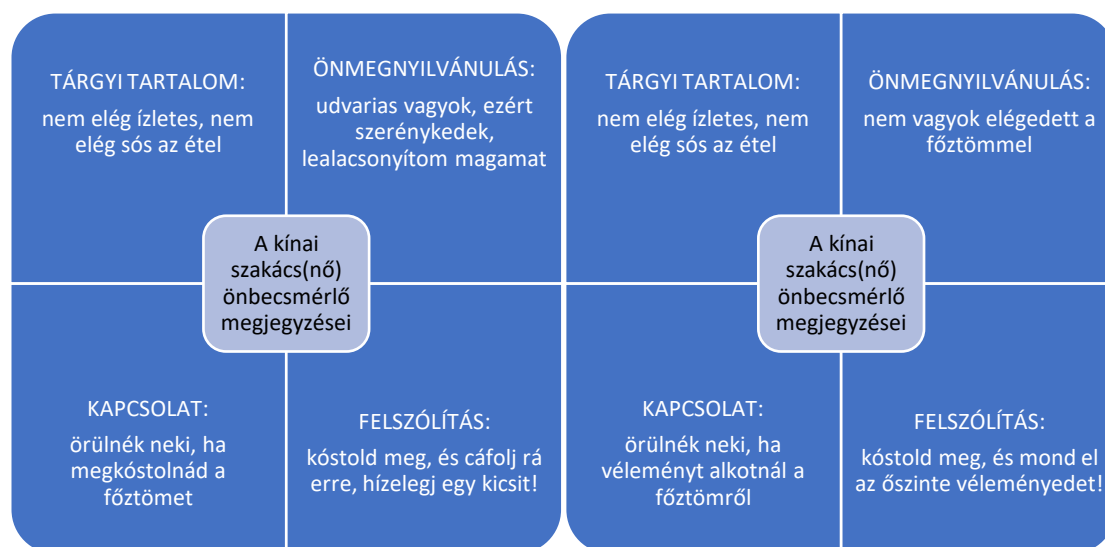 TÁRGYI TARTALOM:
nem elég ízletes, nem
elég sós az étel
ÖNMEGNYILVÁNULÁS:
udvarias vagyok, ezért
szerénykedek,
lealacsonyítom magamat
A kínai
szakács(nő)
önbecsmérlő
megjegyzései
KAPCSOLAT:
örülnék neki, ha
megkóstolnád a
főztömet
FELSZÓLÍTÁS:
kóstold meg, és cáfolj rá
erre, hízelegj egy kicsit!
TÁRGYI TARTALOM:
nem elég ízletes, nem
elég sós az étel
ÖNMEGNYILVÁNULÁS:
nem vagyok elégedett a
főztömmel
A kínai
szakács(nő)
önbecsmérlő
megjegyzései
KAPCSOLAT:
örülnék neki, ha
véleményt alkotnál a
főztömről
FELSZÓLÍTÁS:
kóstold meg, és mond el
az őszinte véleményedet!